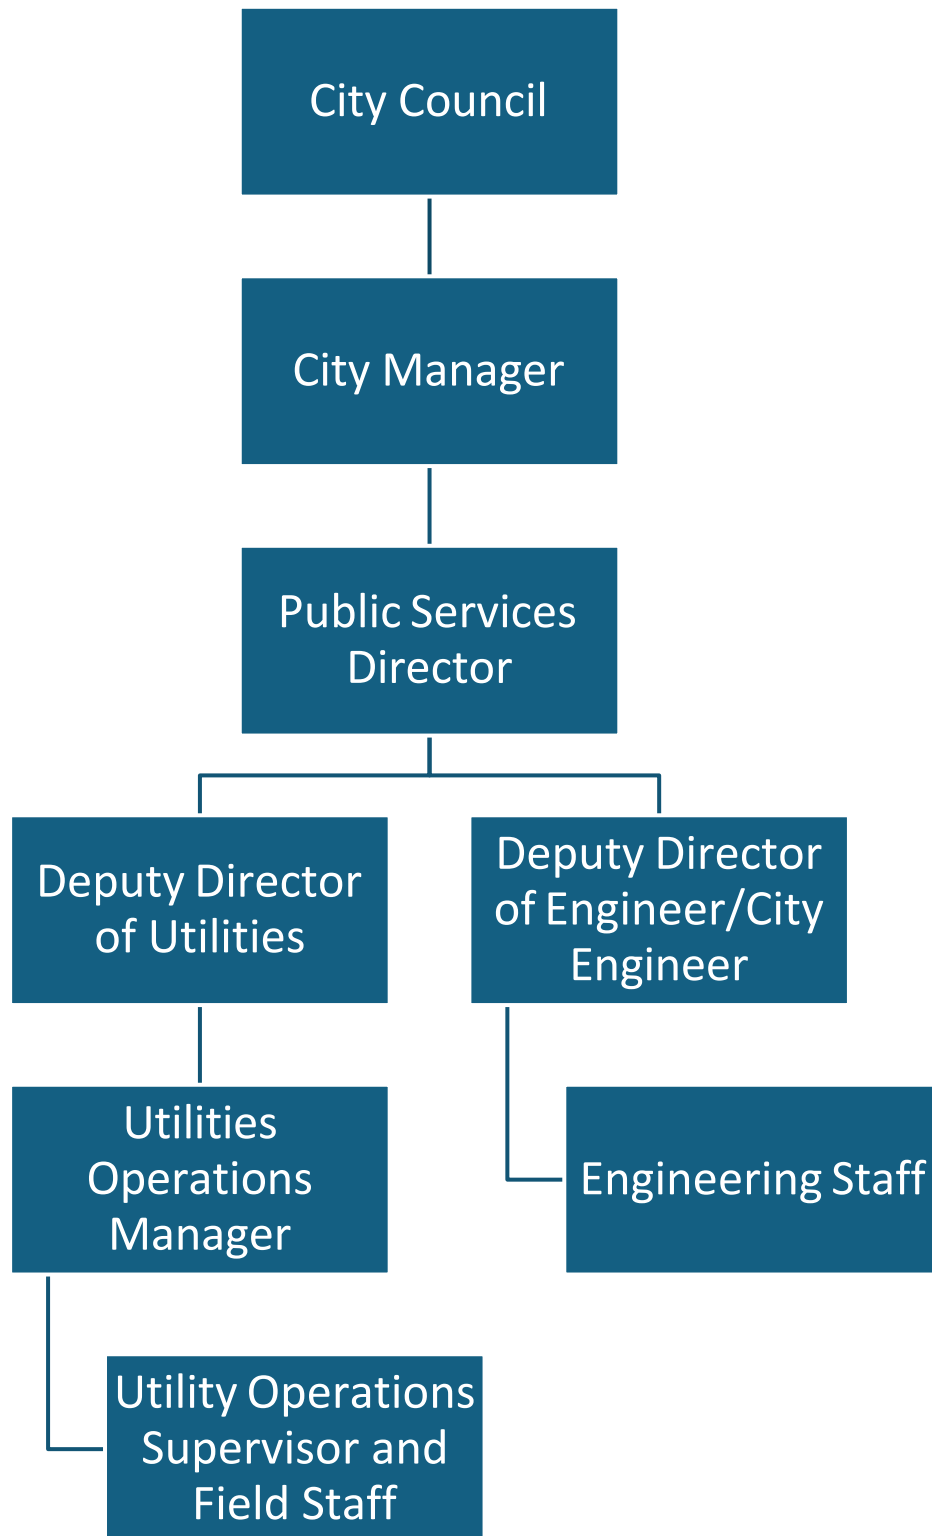 City Council
City Manager
Public Services
Director
Deputy Director
of Utilities
Deputy Director
of Engineer/City
Engineer
Utilities
Operations
Manager
Engineering Staff
Utility Operations
Supervisor and
Field Staff